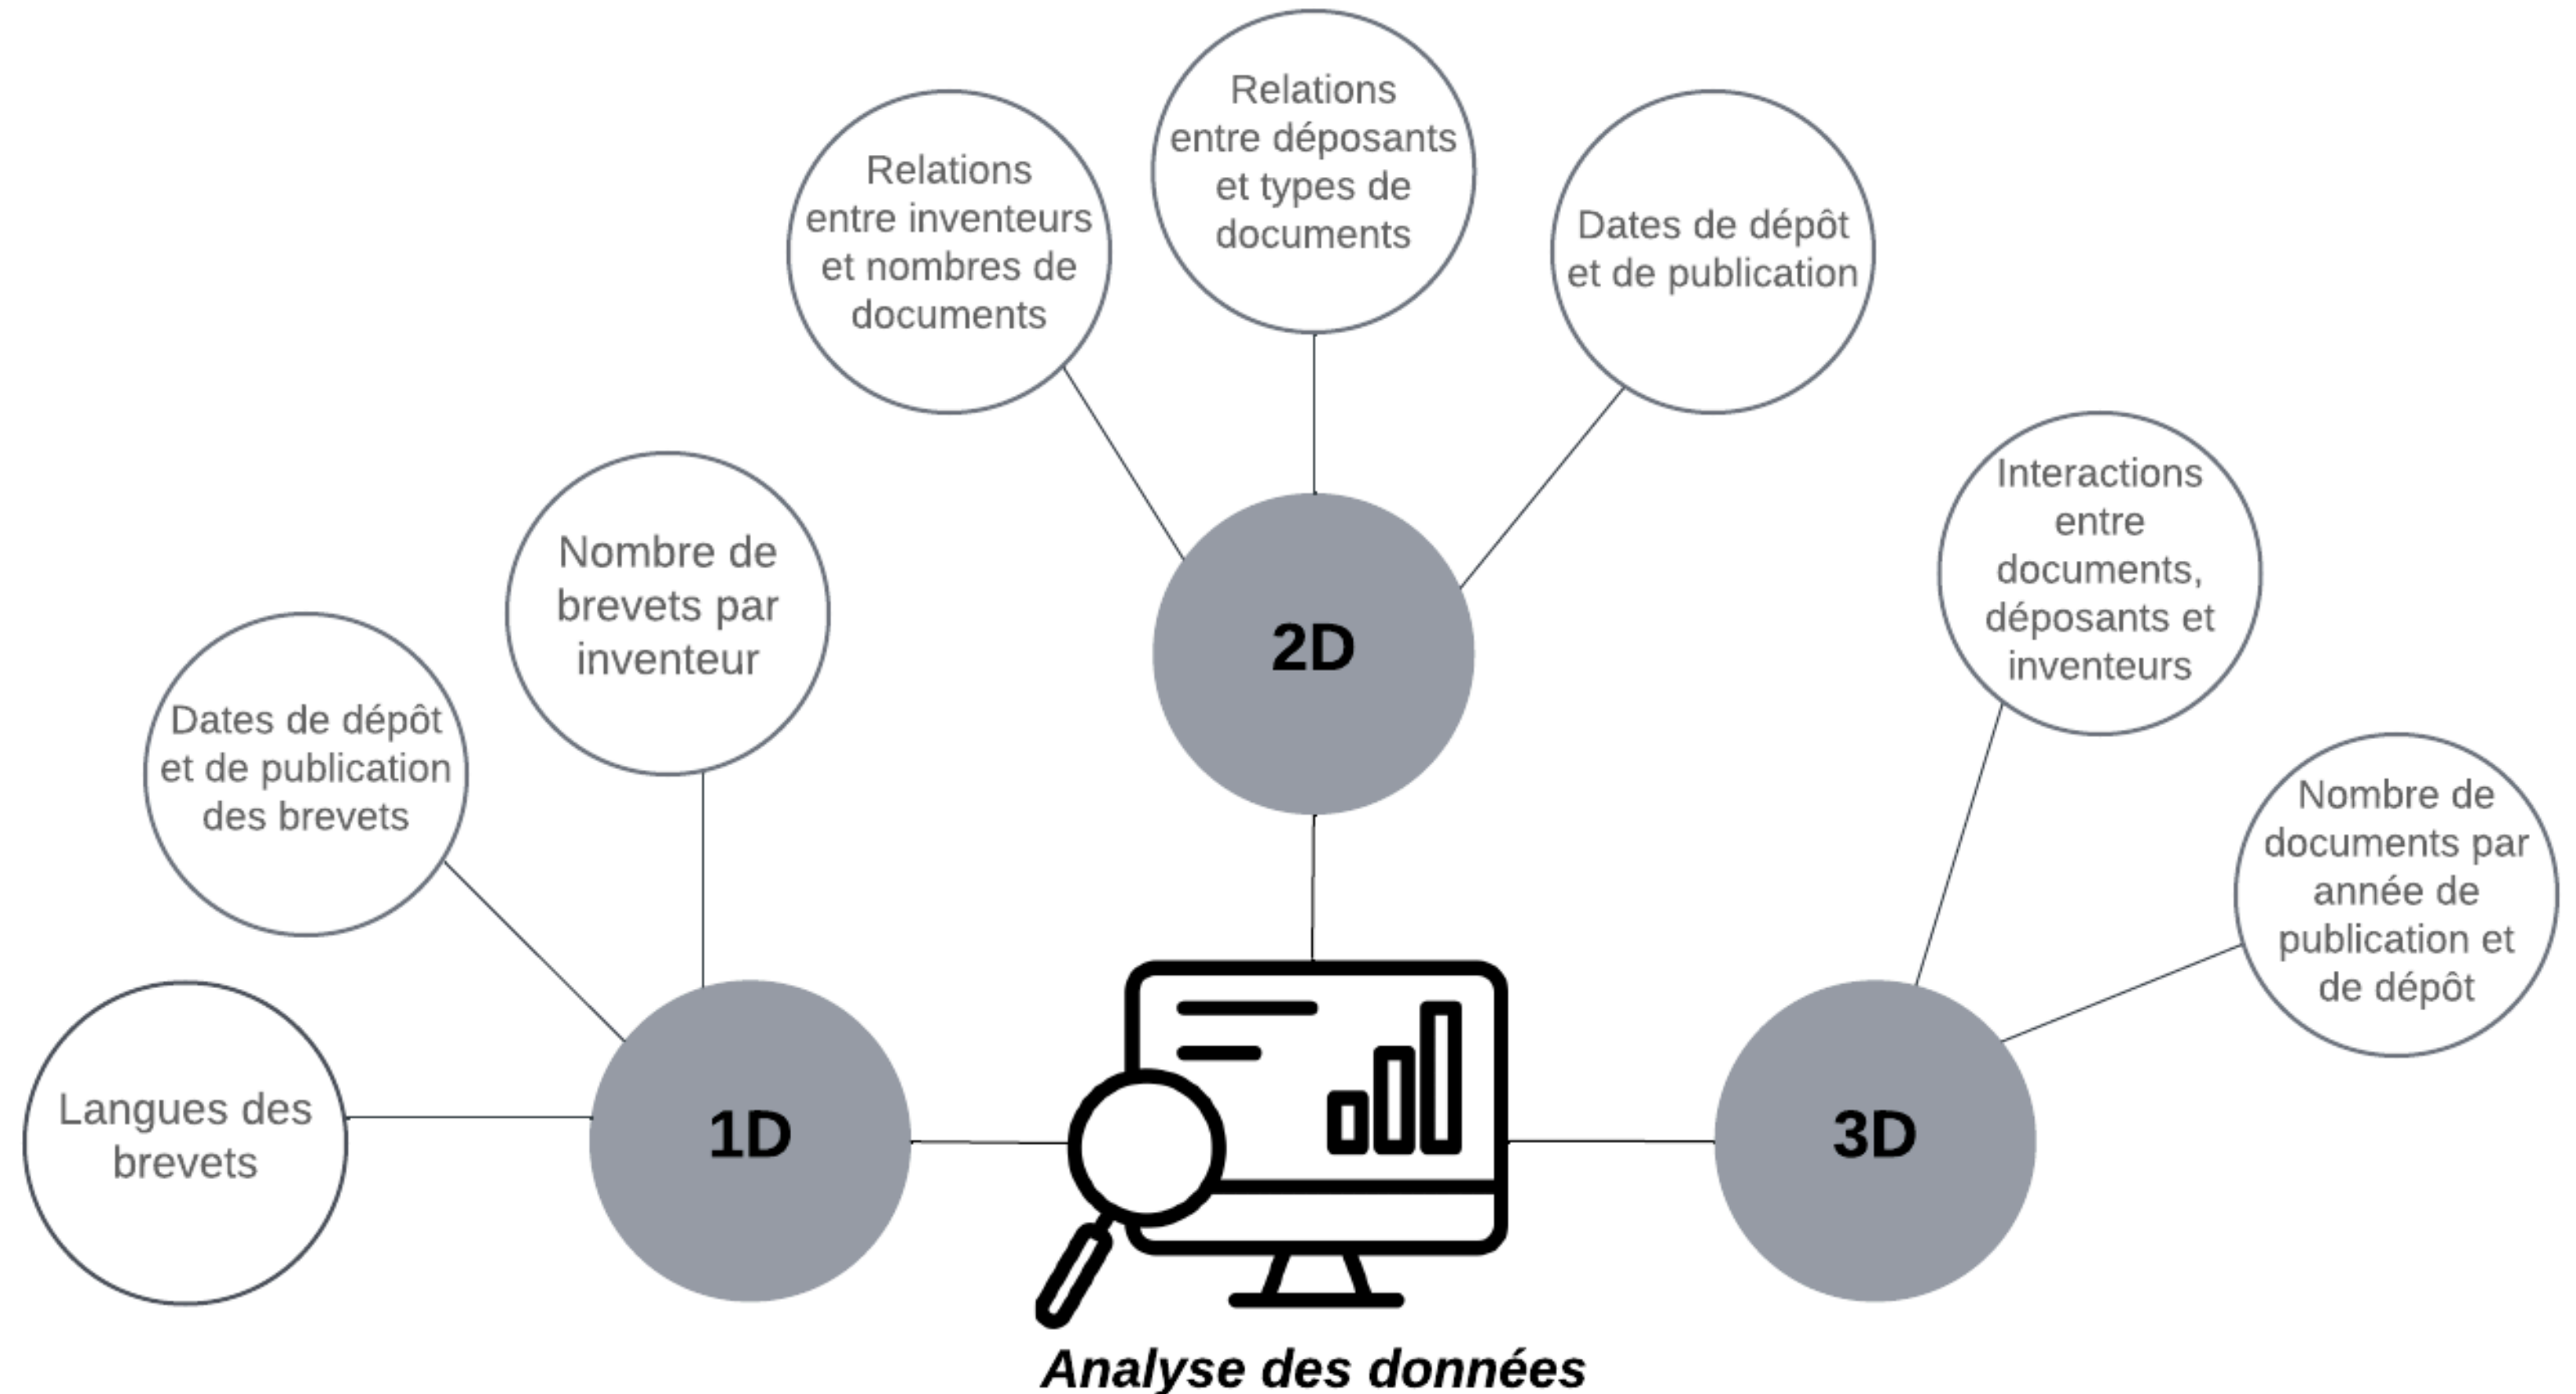 Relations
entre déposants
et types de
documents
Relations
entre inventeurs
et nombres de
documents
Dates de dépôt
et de publication
Interactions
entre
documents,
déposants et
inventeurs
Nombre de
brevets par
inventeur
2D
Dates de dépôt
et de publication
des brevets
Nombre de
documents par
année de
publication et
de dépôt
Langues des
brevets
1D
3D
Analyse des données